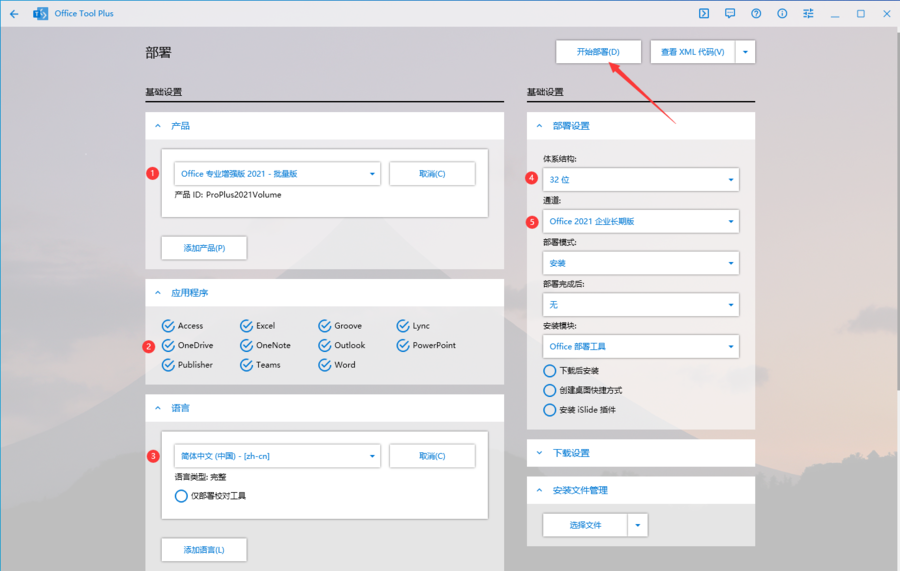 Office Tool Plus
部署
开始部署(D)
查看 XML 代码(V)
基础设置
产品
1
Office 专业增强版 2021 - 批量版
取消(C)
产品 ID: ProPlus2021Volume
添加产品(P)
应用程序
Access
Excel
Groove
Lync
2
OneDrive
OneNote
Outlook
PowerPoint
Publisher
Teams
Word
语言
3
简体中文 (中国) - [zh-cn]
取消(C)
语言类型: 完整
仅部署校对工具
添加语言(L)
基础设置
部署设置
体系结构:
4
32 位
通道:
5
Office 2021 企业长期版
部署模式:
安装
部署完成后:
无
安装模块:
Office 部署工具
下载后安装
创建桌面快捷方式
安装 iSlide 插件
下载设置
安装文件管理
选择文件